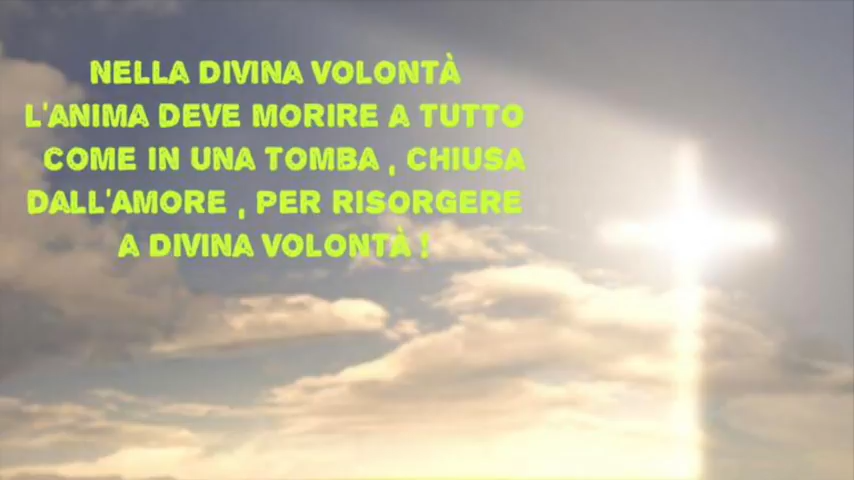 NELLA DIVINA VOLONTÀ
L'ANIMA DEVE MORIRE A TUTTO
COME IN UNA TOMBA , CHIUSA
DALL'AMORE , PER RISORGERE
A DIVINA VOLONTÀ !